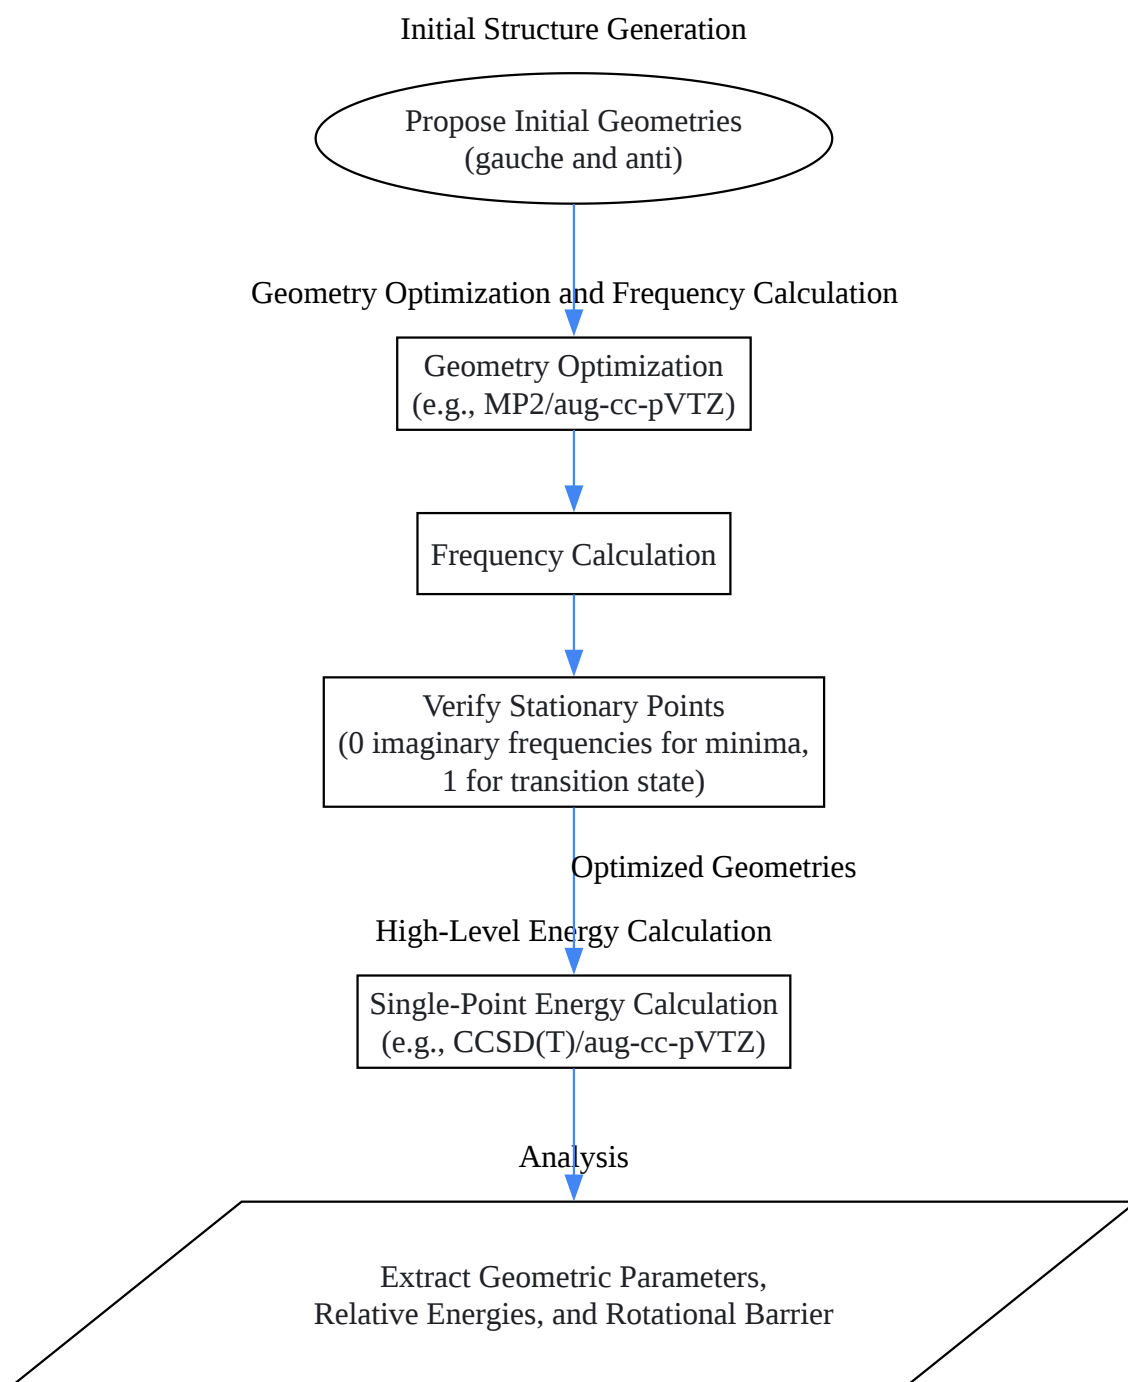 Initial Structure Generation
Propose Initial Geometries
(gauche and anti)
Geometry Optimization and Frequency Calculation
Geometry Optimization
(e.g., MP2/aug-cc-pVTZ)
Frequency Calculation
Verify Stationary Points
(0 imaginary frequencies for minima,
1 for transition state)
Optimized Geometries
High-Level Energy Calculation
Single-Point Energy Calculation
(e.g., CCSD(T)/aug-cc-pVTZ)
Analysis
Extract Geometric Parameters,
Relative Energies, and Rotational Barrier